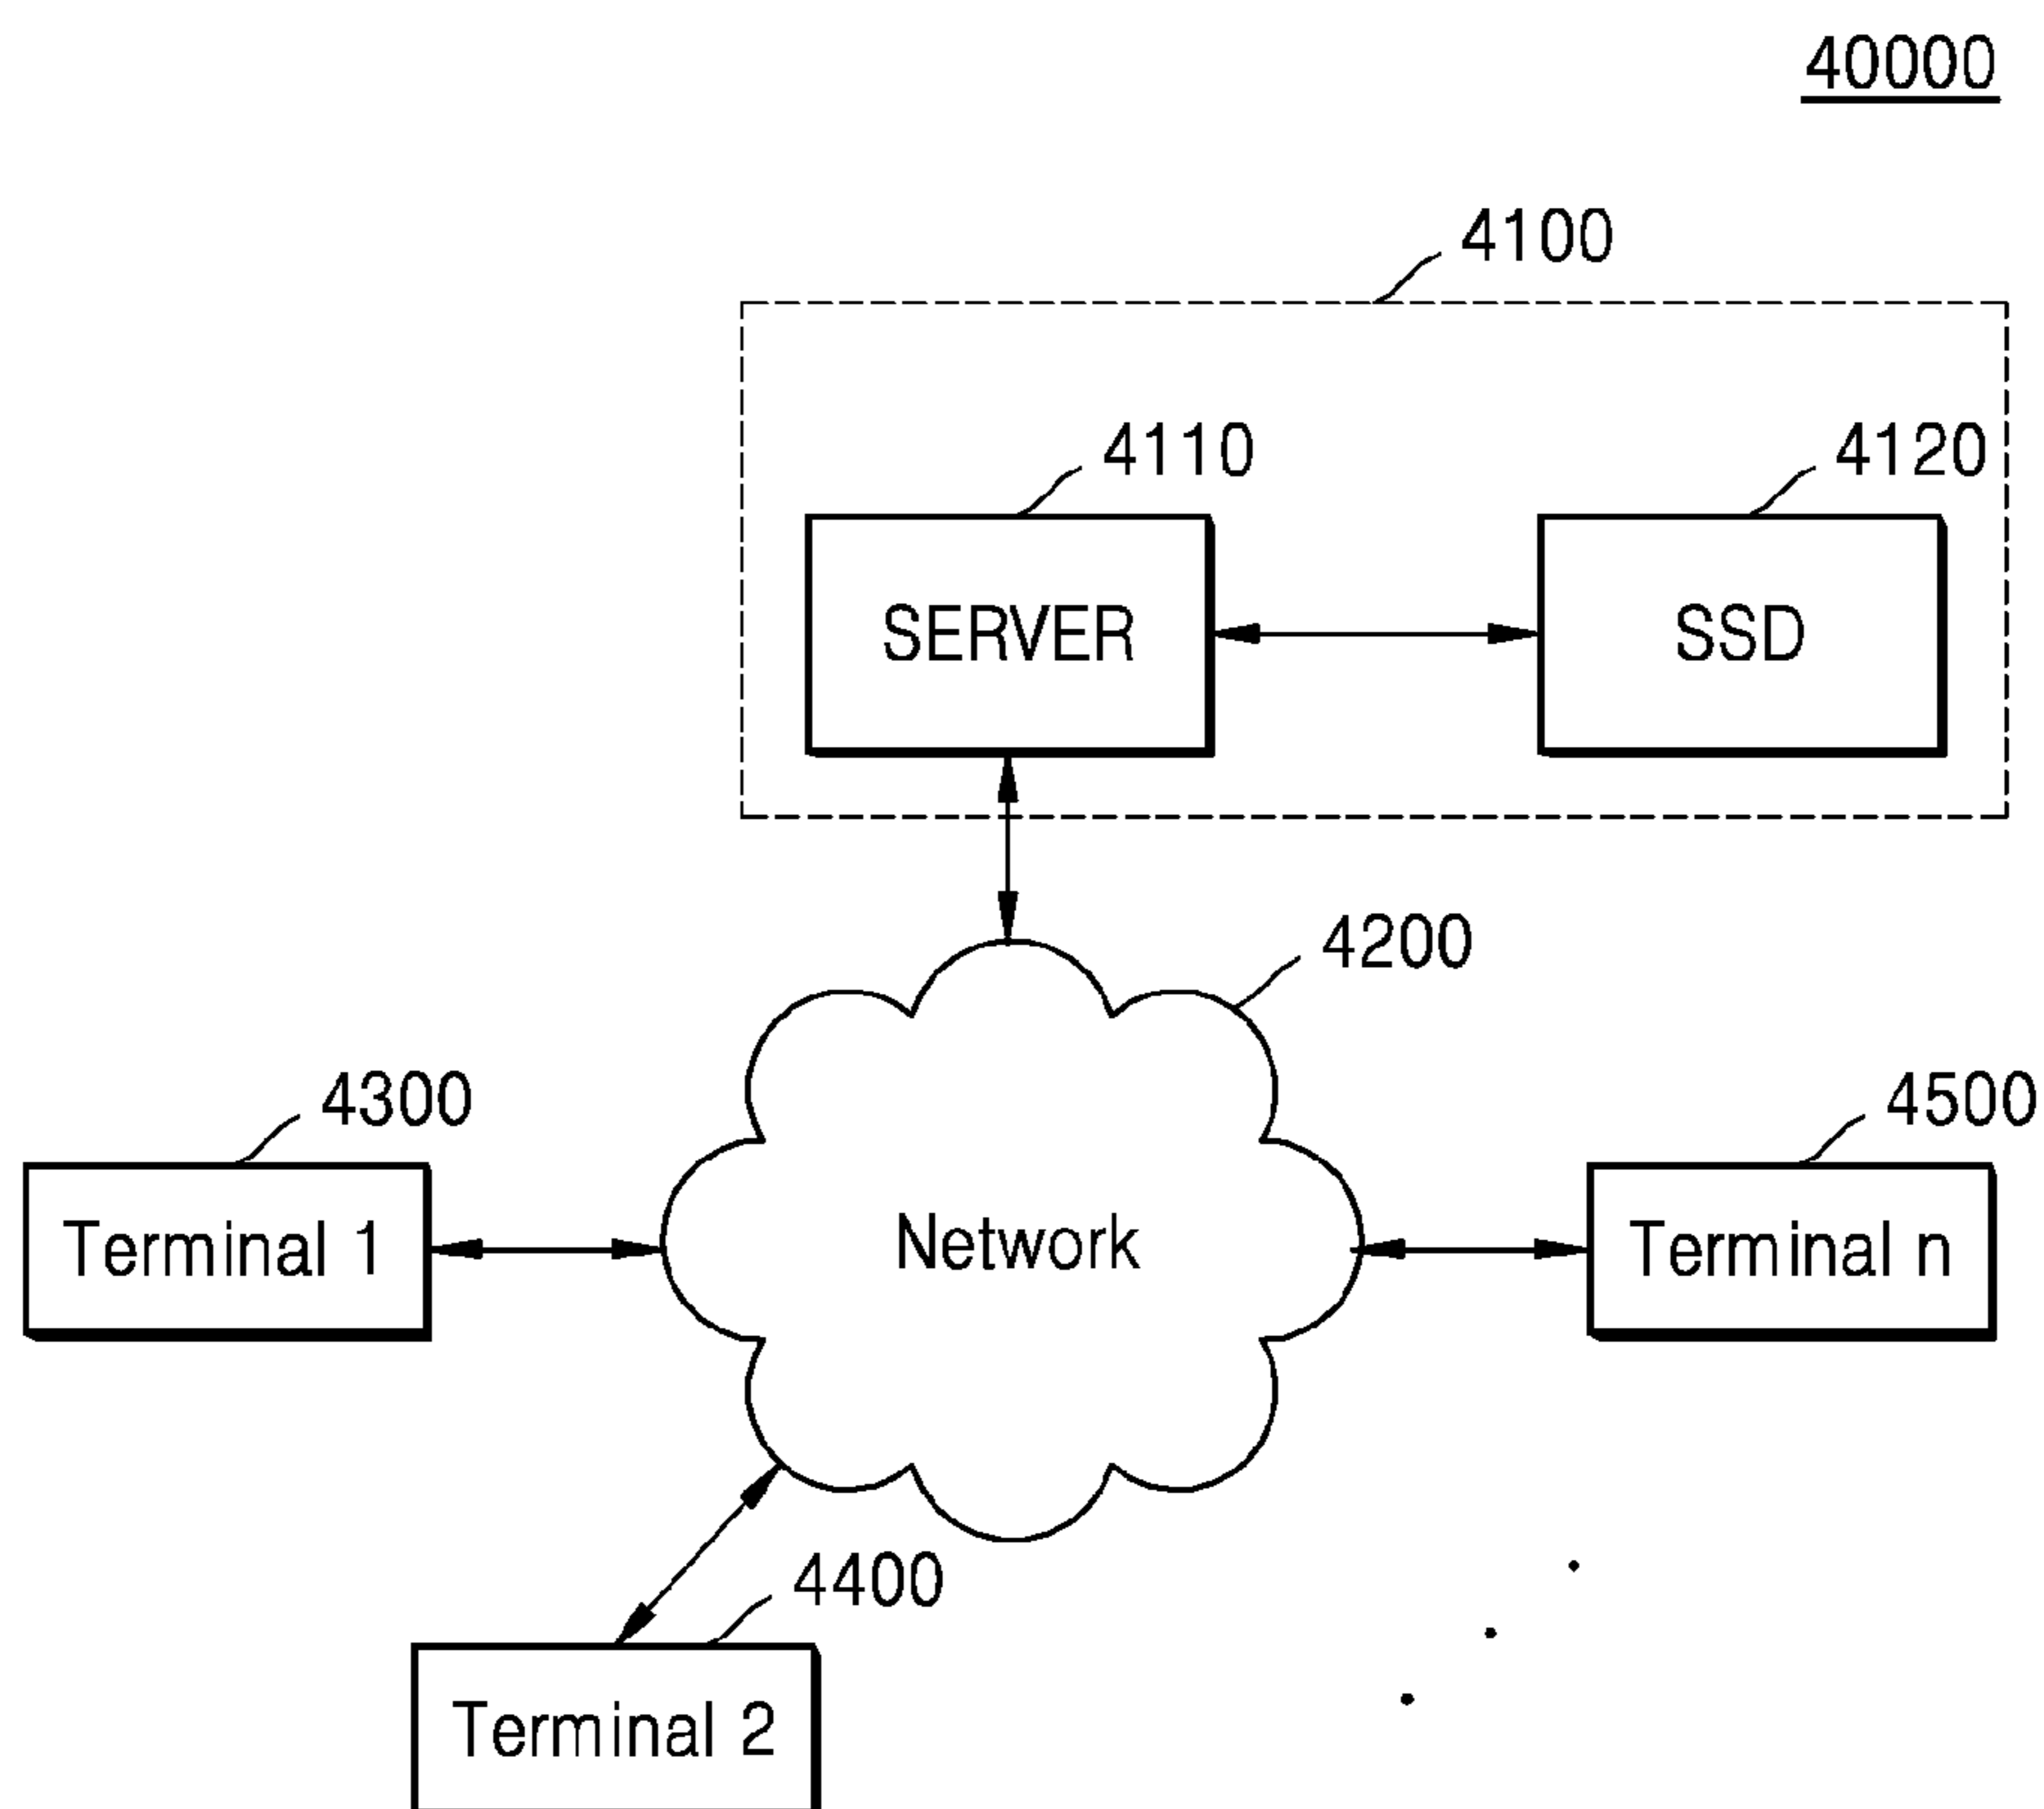 40000
4100
4110
4120
SERVER
SSD
4200
4300
4500
Terminal 1
Network
Terminal n
4400
Terminal 2